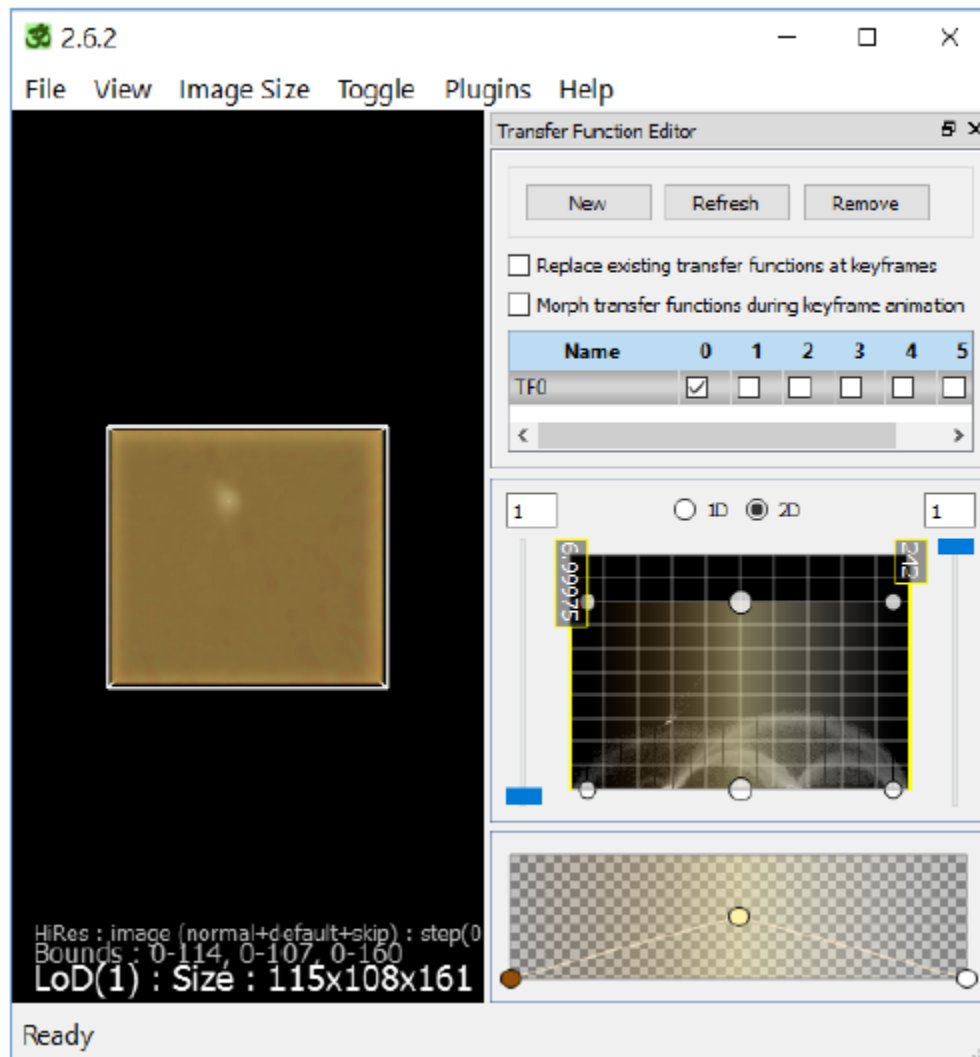 2.6.2
File View Image Size Toggle Plugins Help
Transfer Function Editor
New Refresh Remove
Replace existing transfer functions at keyframes
Morph transfer functions during keyframe animation
Name 0 1 2 3 4 5
TF0
1 1D 2D 1
6.99975 242
HiRes : image (normal+default+skip) : step(0
Bounds : 0-114, 0-107, 0-160
LoD(1) : Size : 115x108x161
Ready